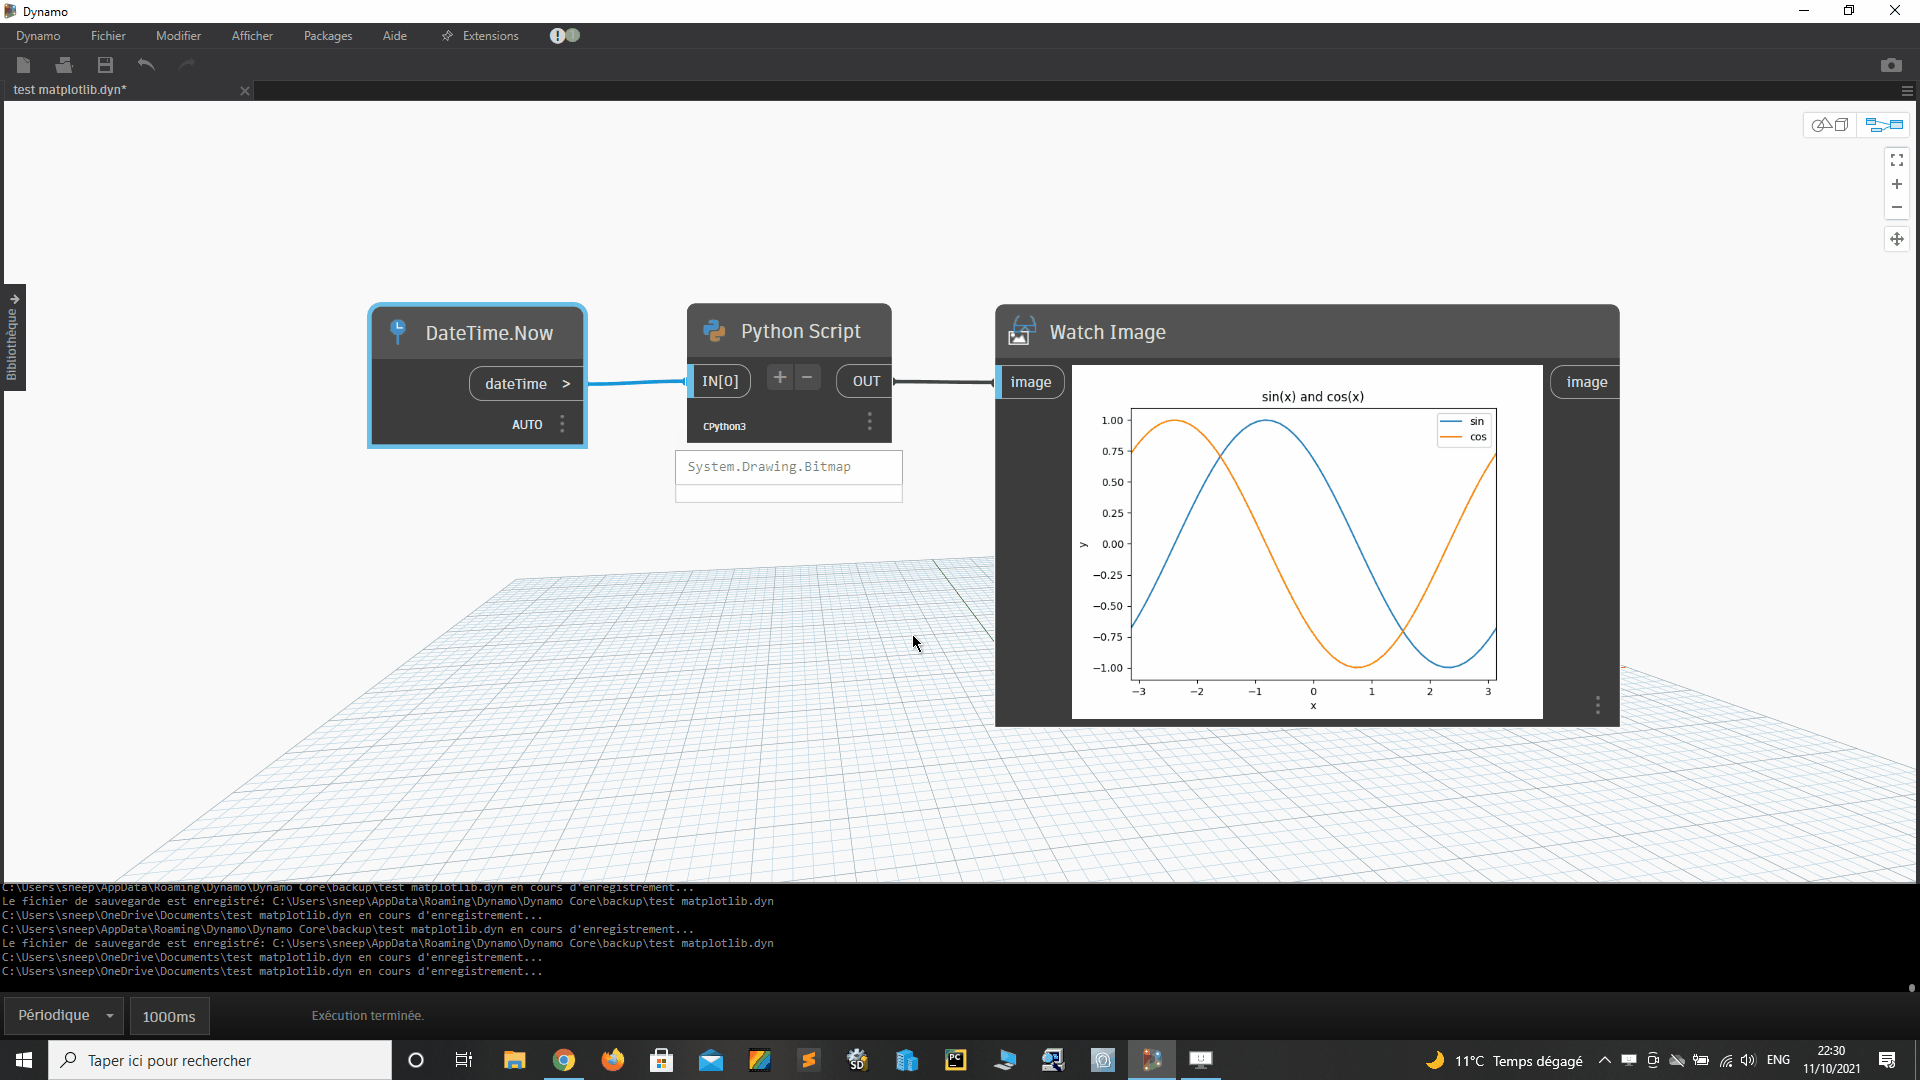 Dynamo
Dynamo Fichier Modifier Afficher Packages Aide Extensions
test matplotlib.dyn*
Bibliothèque
DateTime.Now
dateTime >
AUTO
Python Script
IN[0] + − OUT
CPython3
System.Drawing.Bitmap
Watch Image
image
image
sin(x) and cos(x)
sin
cos
1.00
0.75
0.50
0.25
0.00
−0.25
−0.50
−0.75
−1.00
y
−3 −2 −1 0 1 2 3
x
C:\Users\sneep\AppData\Roaming\Dynamo\Dynamo Core\backup\test matplotlib.dyn en cours d'enregistrement...
Le fichier de sauvegarde est enregistré: C:\Users\sneep\AppData\Roaming\Dynamo\Dynamo Core\backup\test matplotlib.dyn
C:\Users\sneep\OneDrive\Documents\test matplotlib.dyn en cours d'enregistrement...
C:\Users\sneep\AppData\Roaming\Dynamo\Dynamo Core\backup\test matplotlib.dyn en cours d'enregistrement...
Le fichier de sauvegarde est enregistré: C:\Users\sneep\AppData\Roaming\Dynamo\Dynamo Core\backup\test matplotlib.dyn
C:\Users\sneep\OneDrive\Documents\test matplotlib.dyn en cours d'enregistrement...
C:\Users\sneep\OneDrive\Documents\test matplotlib.dyn en cours d'enregistrement...
Périodique 1000ms Exécution terminée.
Taper ici pour rechercher
SD
PC
11°C Temps dégagé
ENG
22:30
11/10/2021